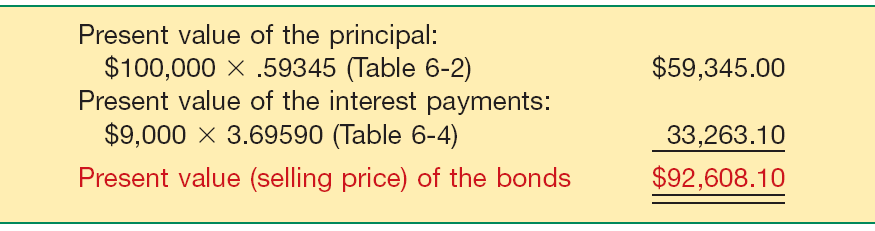 Present value of the principal:
$100,000 × .59345 (Table 6-2) $59,345.00
Present value of the interest payments:
$9,000 × 3.69590 (Table 6-4) 33,263.10
Present value (selling price) of the bonds $92,608.10